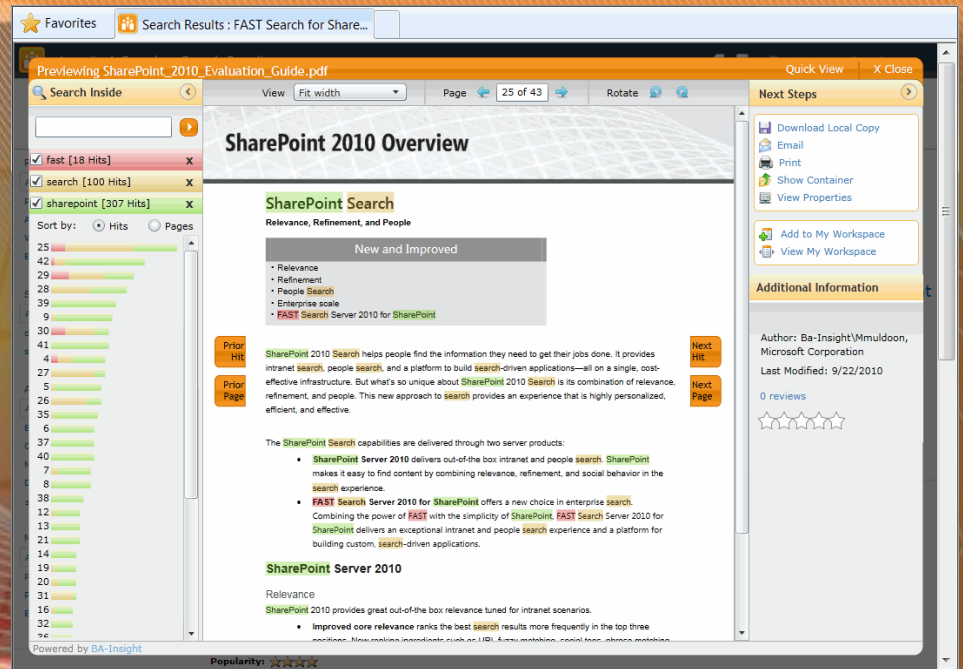 Favorites
Search Results : FAST Search for Share...
Previewing SharePoint_2010_Evaluation_Guide.pdf
Quick View
X Close
Search Inside
View
Fit width
Page
25 of 43
Rotate
Next Steps
fast [18 Hits] x
search [100 Hits] x
sharepoint [307 Hits] x
Sort by: Hits Pages
25
42
29
28
39
9
30
41
4
27
5
26
35
6
37
40
7
8
38
12
13
21
14
19
20
31
16
32
Powered by BA-Insight
SharePoint 2010 Overview
SharePoint Search
Relevance, Refinement, and People
New and Improved
• Relevance
• Refinement
• People Search
• Enterprise scale
• FAST Search Server 2010 for SharePoint
Prior
Hit
Prior
Page
Next
Hit
Next
Page
SharePoint 2010 Search helps people find the information they need to get their jobs done. It provides
intranet search, people search, and a platform to build search-driven applications—all on a single, cost-
effective infrastructure. But what's so unique about SharePoint 2010 Search is its combination of relevance,
refinement, and people. This new approach to search provides an experience that is highly personalized,
efficient, and effective.
The SharePoint Search capabilities are delivered through two server products:
• SharePoint Server 2010 delivers out-of-the box intranet and people search. SharePoint
makes it easy to find content by combining relevance, refinement, and social behavior in the
search experience.
• FAST Search Server 2010 for SharePoint offers a new choice in enterprise search.
Combining the power of FAST with the simplicity of SharePoint, FAST Search Server 2010 for
SharePoint delivers an exceptional intranet and people search experience and a platform for
building custom, search-driven applications.
SharePoint Server 2010
Relevance
SharePoint 2010 provides great out-of-the box relevance tuned for intranet scenarios.
• Improved core relevance ranks the best search results more frequently in the top three
Download Local Copy
Email
Print
Show Container
View Properties
Add to My Workspace
View My Workspace
Additional Information
Author: Ba-Insight\Mmuldoon,
Microsoft Corporation
Last Modified: 9/22/2010
0 reviews
Popularity: